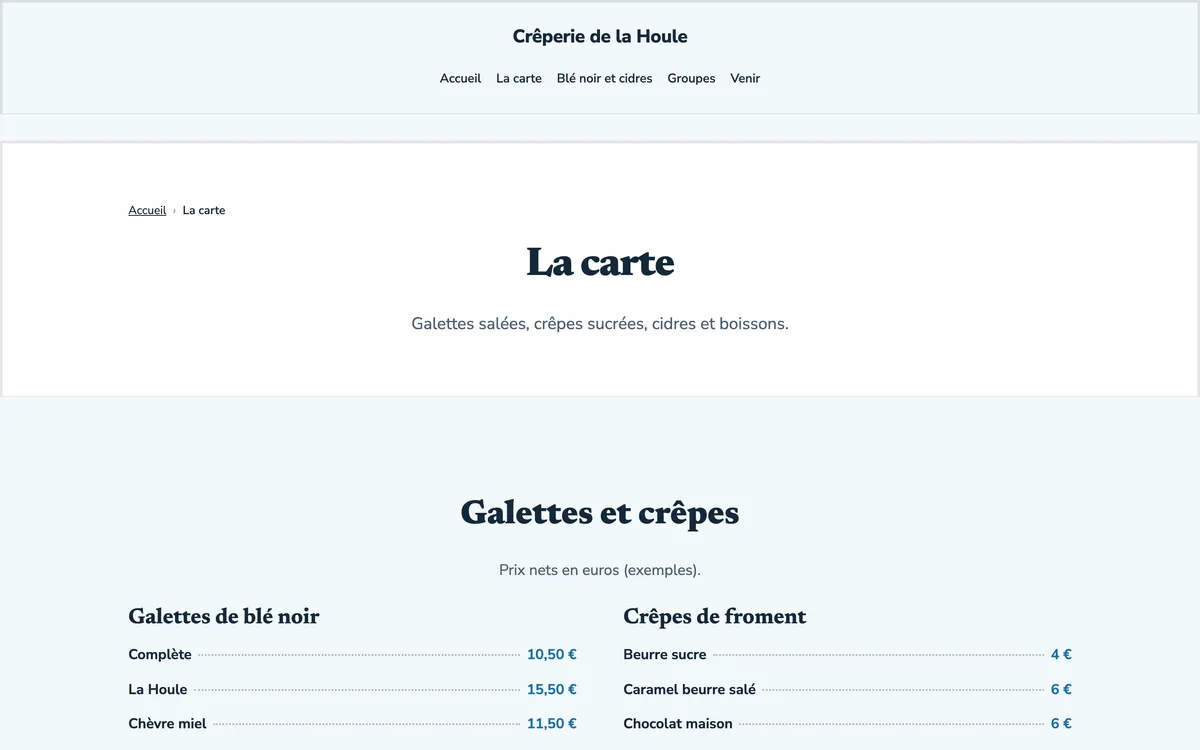 Crêperie de la Houle
Accueil La carte Blé noir et cidres Groupes Venir
Accueil › La carte
La carte
Galettes salées, crêpes sucrées, cidres et boissons.
Galettes et crêpes
Prix nets en euros (exemples).
Galettes de blé noir
Complète 10,50 €
La Houle 15,50 €
Chèvre miel 11,50 €
Crêpes de froment
Beurre sucre 4 €
Caramel beurre salé 6 €
Chocolat maison 6 €